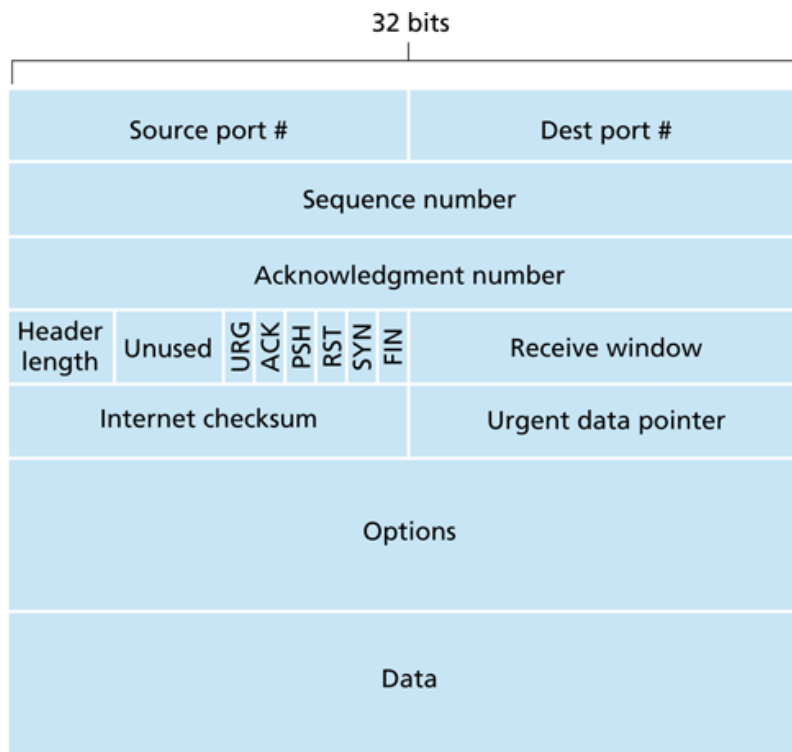 32 bits
Source port #
Dest port #
Sequence number
Acknowledgment number
Header
length
Unused
URG
ACK
PSH
RST
SYN
FIN
Receive window
Internet checksum
Urgent data pointer
Options
Data